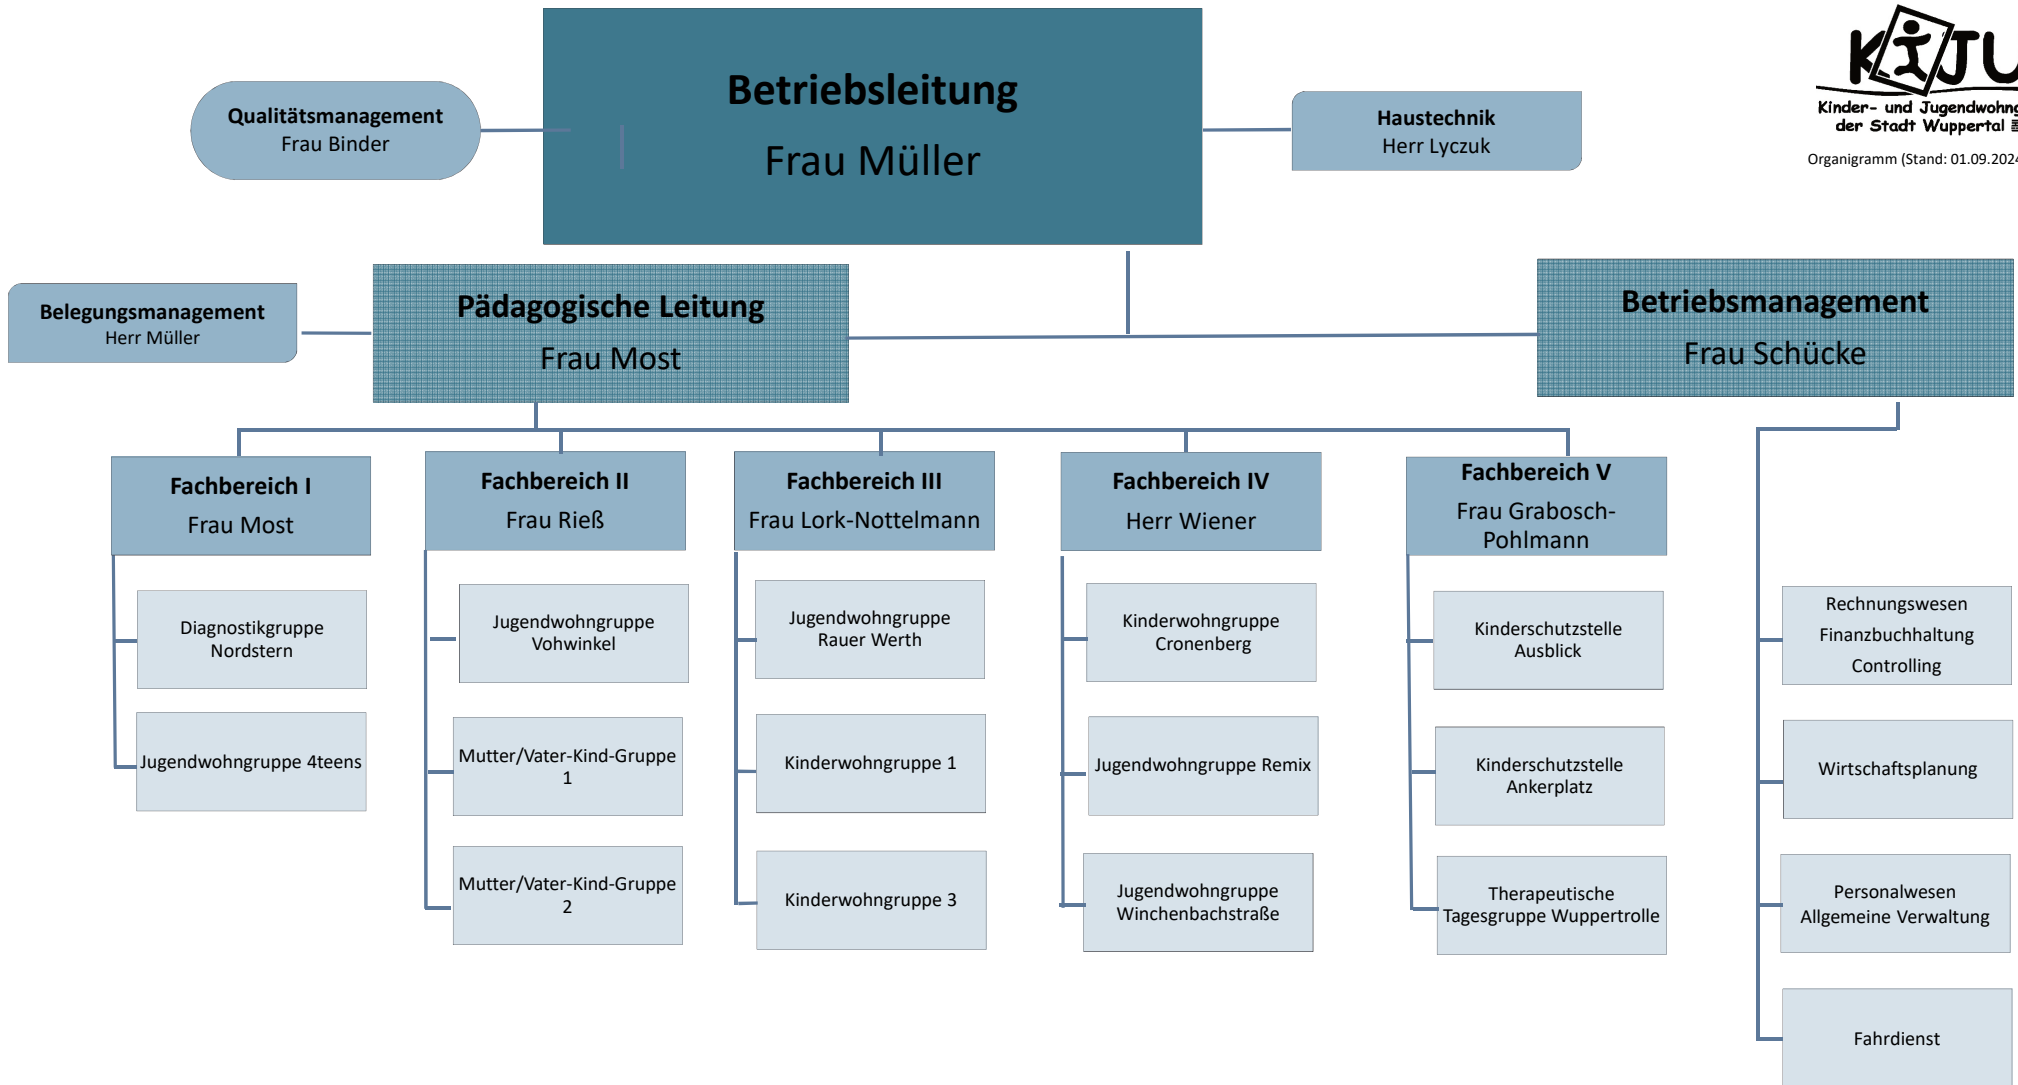 KiJU
Kinder- und Jugendwohng
der Stadt Wuppertal
Organigramm (Stand: 01.09.2024
Betriebsleitung
Frau Müller
Qualitätsmanagement
Frau Binder
Haustechnik
Herr Lyczuk
Belegungsmanagement
Herr Müller
Pädagogische Leitung
Frau Most
Betriebsmanagement
Frau Schücke
Fachbereich I
Frau Most
Diagnostikgruppe
Nordstern
Jugendwohngruppe 4teens
Fachbereich II
Frau Rieß
Jugendwohngruppe
Vohwinkel
Mutter/Vater-Kind-Gruppe
1
Mutter/Vater-Kind-Gruppe
2
Fachbereich III
Frau Lork-Nottelmann
Jugendwohngruppe
Rauer Werth
Kinderwohngruppe 1
Kinderwohngruppe 3
Fachbereich IV
Herr Wiener
Kinderwohngruppe
Cronenberg
Jugendwohngruppe Remix
Jugendwohngruppe
Winchenbachstraße
Fachbereich V
Frau Grabosch-
Pohlmann
Kinderschutzstelle
Ausblick
Kinderschutzstelle
Ankerplatz
Therapeutische
Tagesgruppe Wuppertrolle
Rechnungswesen
Finanzbuchhaltung
Controlling
Wirtschaftsplanung
Personalwesen
Allgemeine Verwaltung
Fahrdienst